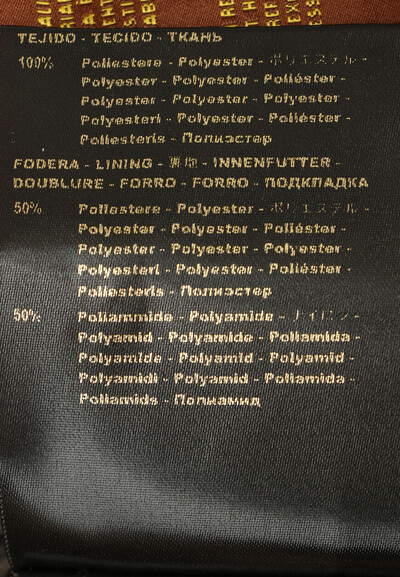 TEJIDO - TECIDO - ТКАНЬ
100% Poliestere - Polyester - ポリエステル -
Polyester - Polyester - Poliéster -
Polyester - Polyester - Polyester -
Polyesteri - Polyester - Poliéster -
Poliesteris - Полиэстер
FODERA - LINING - 裏地 - INNENFUTTER -
DOUBLURE - FORRO - FORRO - ПОДКЛАДКА
50% Poliestere - Polyester - ポリエステル -
Polyester - Polyester - Poliéster -
Polyester - Polyester - Polyester -
Polyesteri - Polyester - Poliéster -
Poliesteris - Полиэстер
50% Poliammide - Polyamide - ナイロン -
Polyamid - Polyamide - Poliamida -
Polyamide - Polyamid - Polyamid -
Polyamidi - Polyamid - Poliamida -
Poliamids - Полиамид